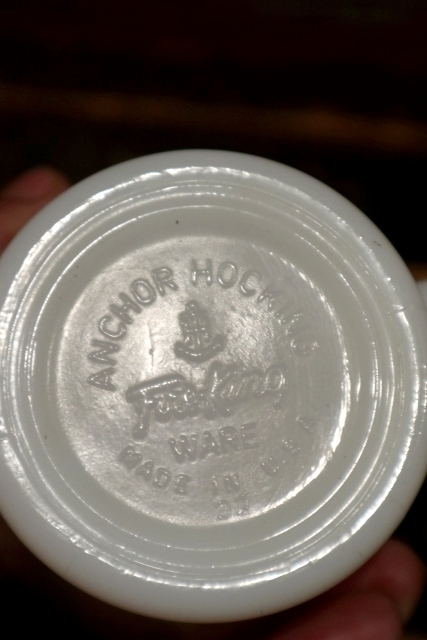 ANCHOR HOCKING
Fire-King
WARE
MADE IN U.S.A.